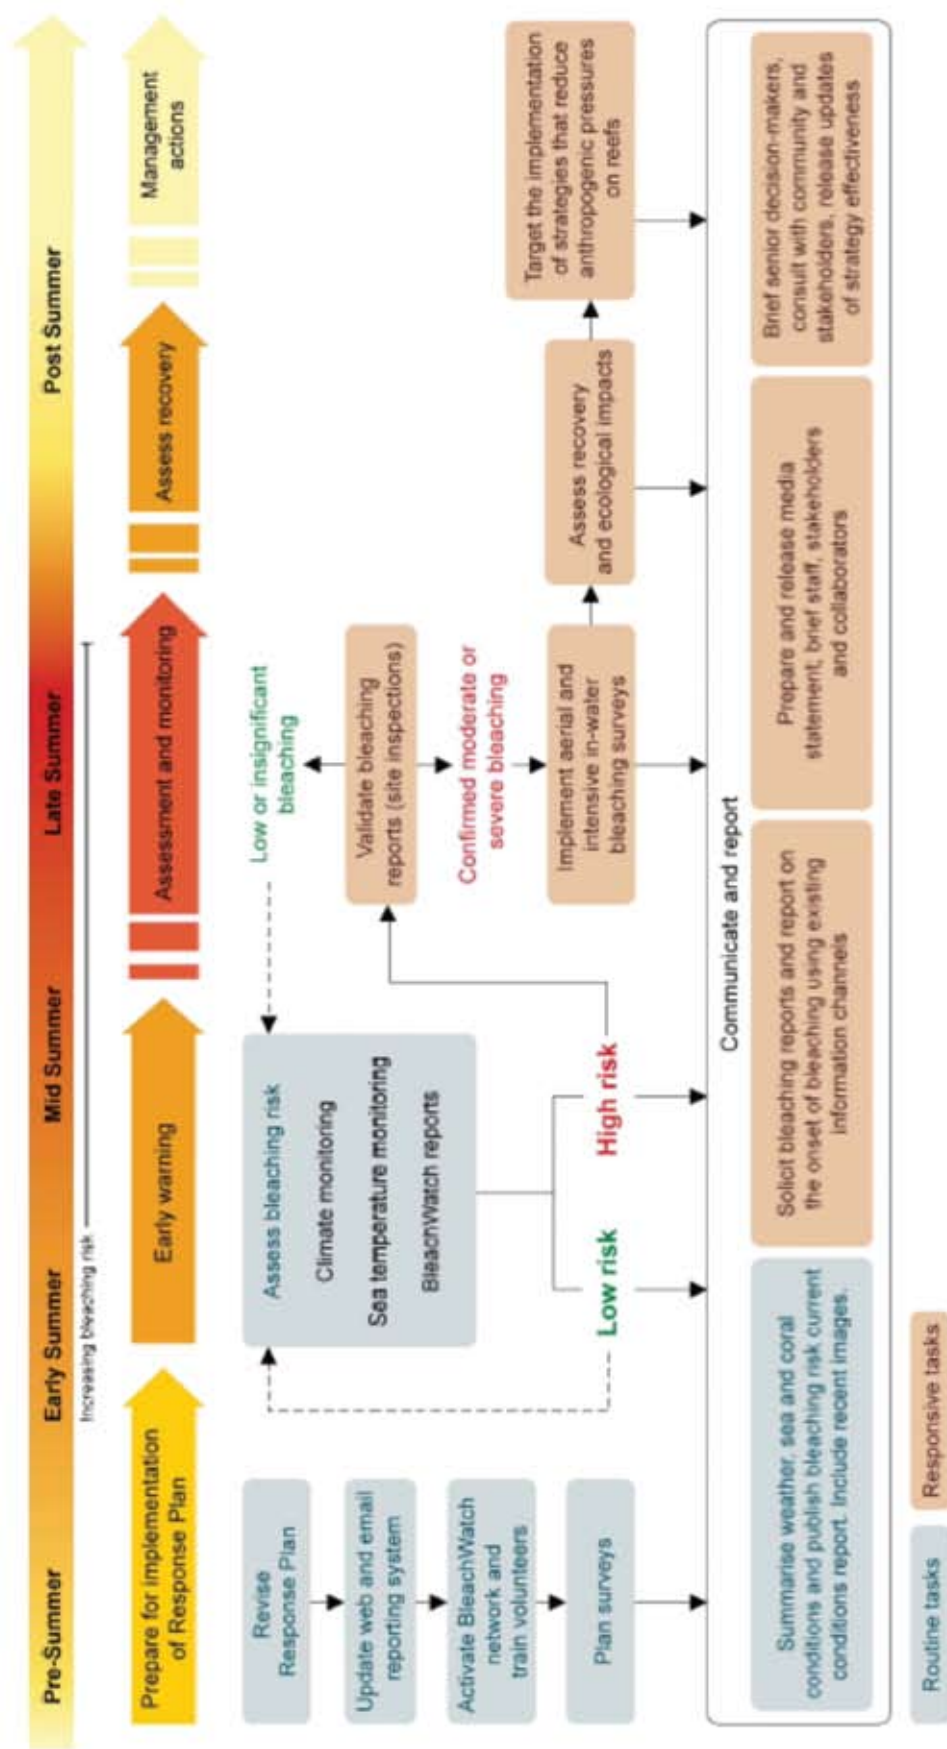 Pre-Summer
Early Summer
Mid Summer
Late Summer
Post Summer
Increasing bleaching risk
Prepare for implementation
of Response Plan
Early warning
Assessment and monitoring
Assess recovery
Management
actions
Revise
Response Plan
Update web and email
reporting system
Activate BleachWatch
network and
train volunteers
Plan surveys
Assess bleaching risk
Climate monitoring
Sea temperature monitoring
BleachWatch reports
Low risk
High risk
Low or insignificant
bleaching
Validate bleaching
reports (site inspections)
Confirmed moderate or
severe bleaching
Implement aerial and
intensive in-water
bleaching surveys
Assess recovery
and ecological impacts
Target the implementation
of strategies that reduce
anthropogenic pressures
on reefs
Communicate and report
Summarise weather, sea and coral
conditions and publish bleaching risk current
conditions report. Include recent images.
Solicit bleaching reports and report on
the onset of bleaching using existing
information channels
Prepare and release media
statement, brief staff, stakeholders
and collaborators
Brief senior decision-makers,
consult with community and
stakeholders, release updates
of strategy effectiveness
Routine tasks
Responsive tasks